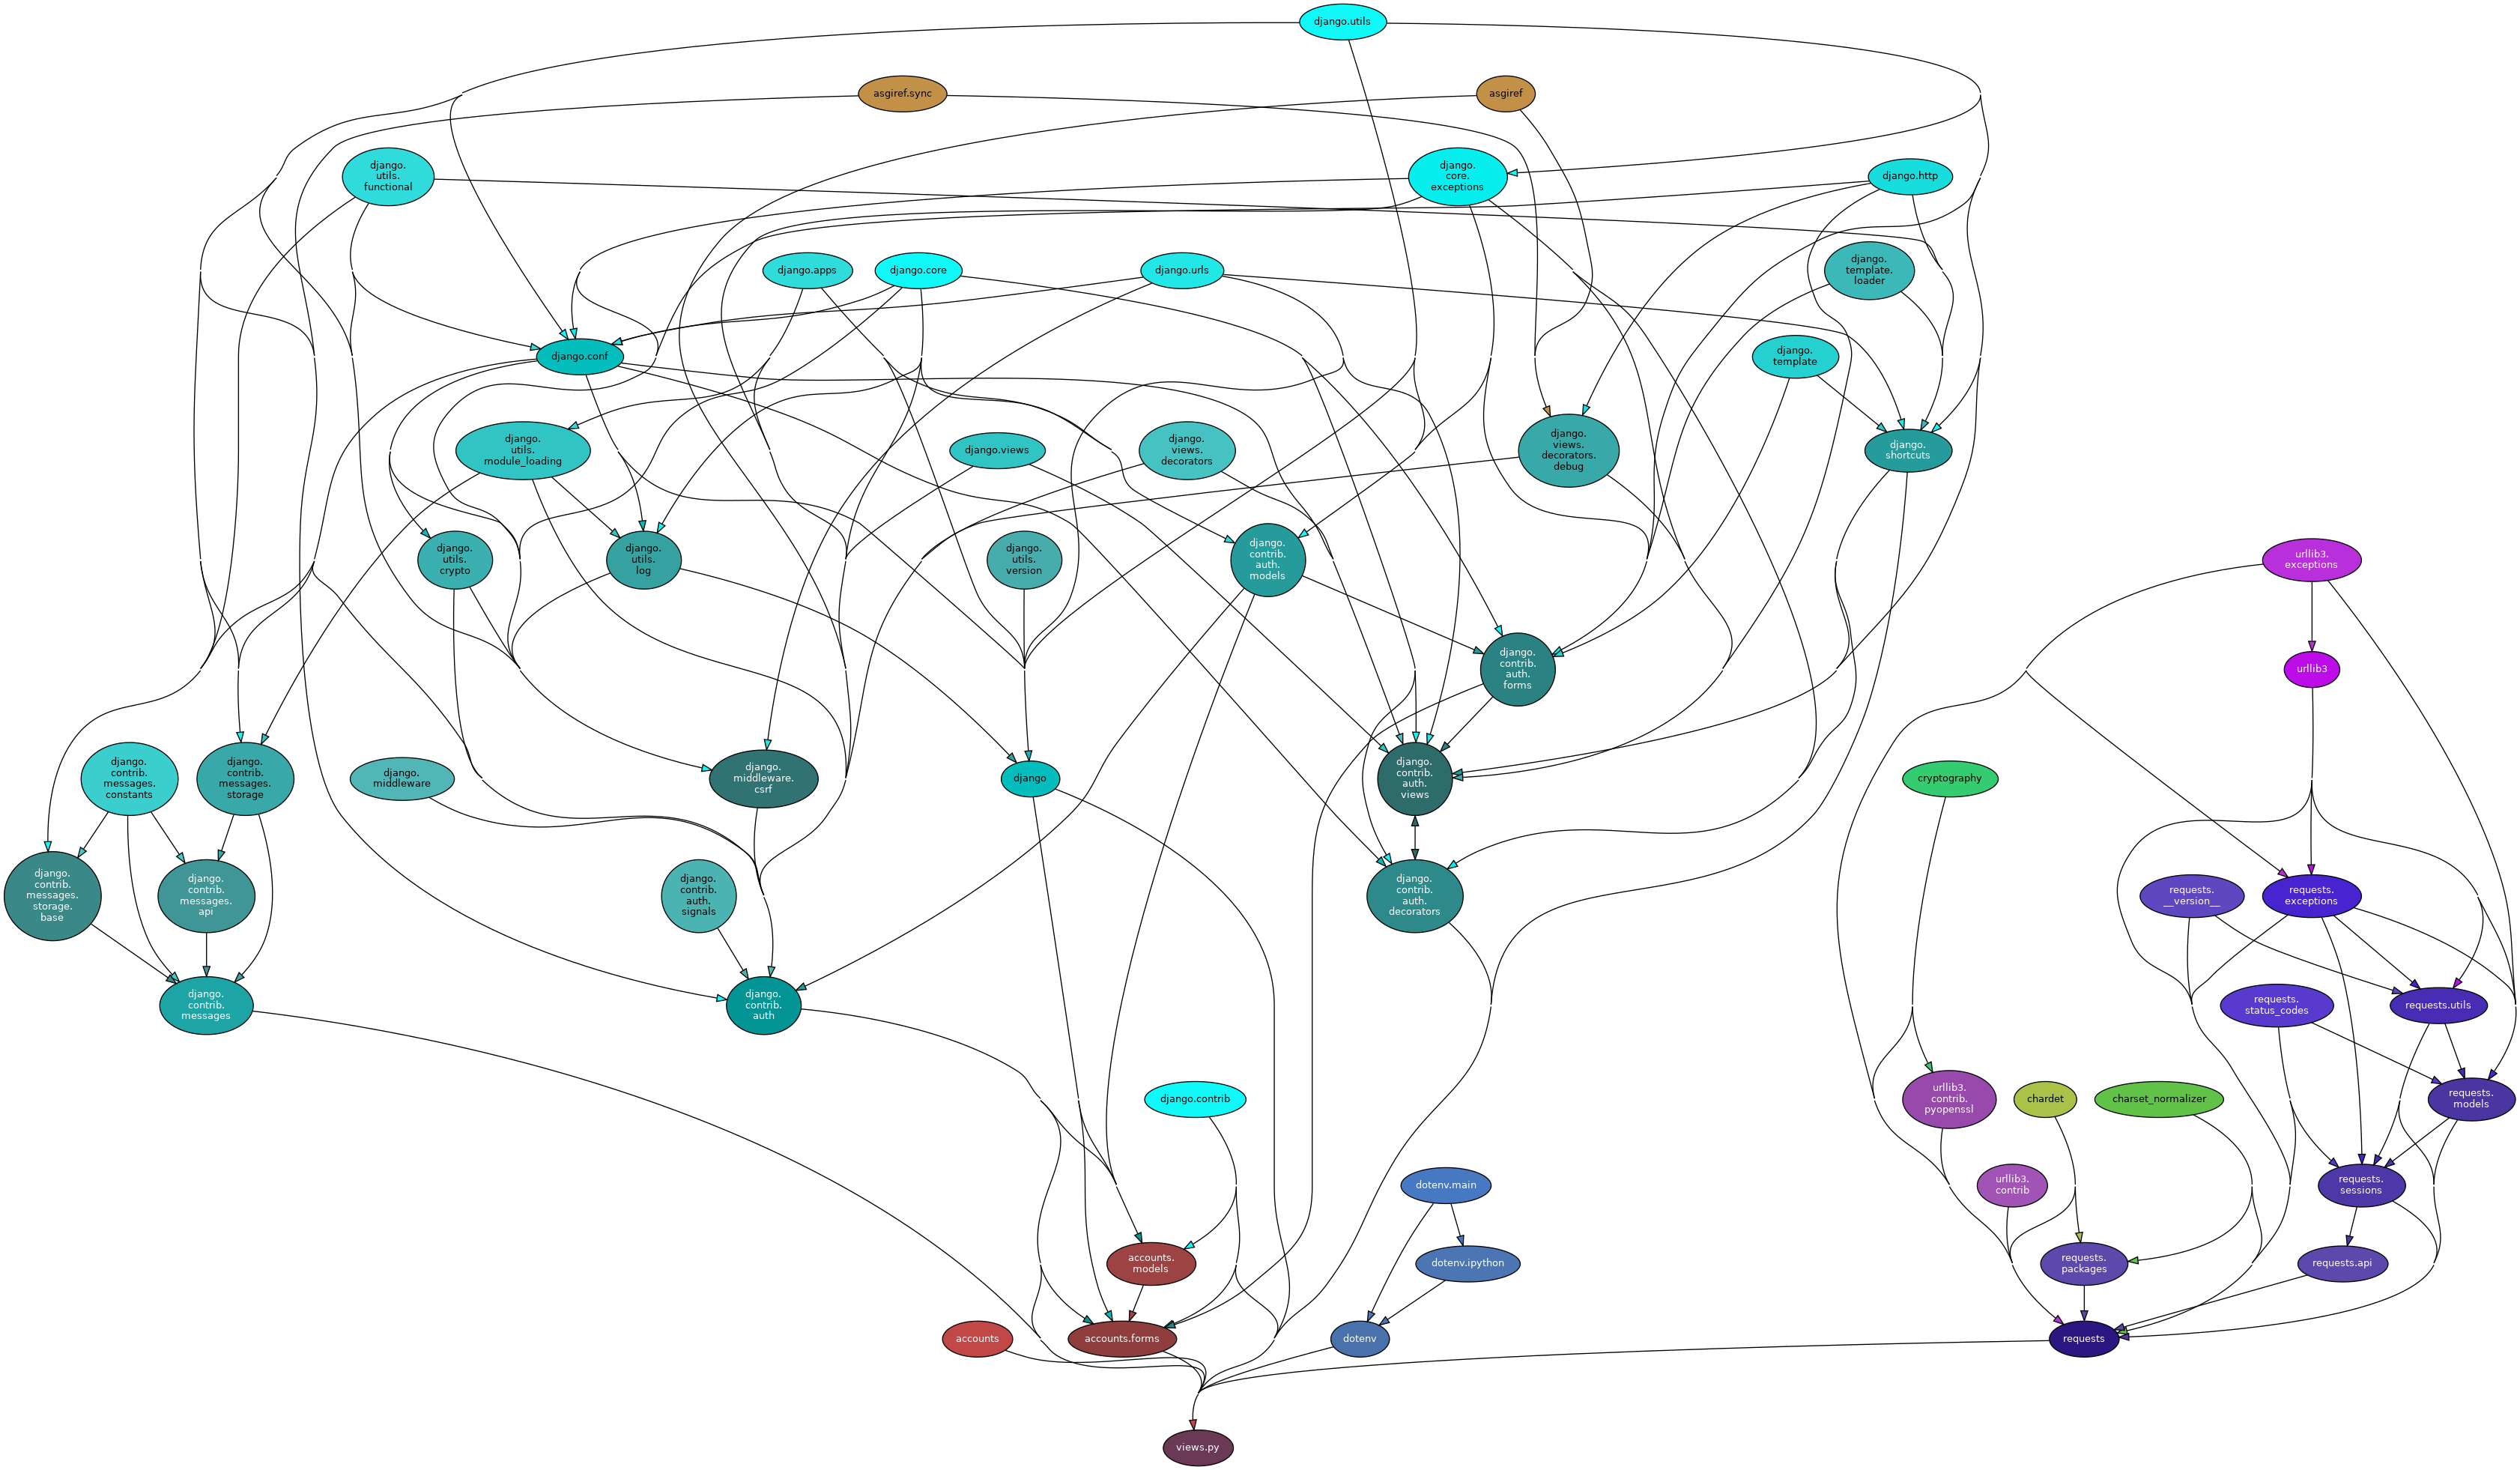 django.utils
asgiref.sync
asgiref
django.
utils.
functional
django.
core.
exceptions
django.http
django.apps
django.core
django.urls
django.
template.
loader
django.conf
django.
template
django.
utils.
module_loading
django.views
django.
views.
decorators
django.
views.
decorators.
debug
django.
shortcuts
django.
utils.
crypto
django.
utils.
log
django.
utils.
version
django.
contrib.
auth.
models
urllib3.
exceptions
django.
contrib.
auth.
forms
urllib3
django.
contrib.
messages.
constants
django.
contrib.
messages.
storage
django.
middleware
django.
middleware.
csrf
django
django.
contrib.
auth.
views
cryptography
django.
contrib.
messages.
storage.
base
django.
contrib.
messages.
api
django.
contrib.
auth.
signals
django.
contrib.
auth.
decorators
requests.
__version__
requests.
exceptions
django.
contrib.
messages
django.
contrib.
auth
requests.
status_codes
requests.utils
django.contrib
urllib3.
contrib.
pyopenssl
chardet
charset_normalizer
requests.
models
dotenv.main
urllib3.
contrib
requests.
sessions
accounts.
models
dotenv.ipython
requests.
packages
requests.api
accounts
accounts.forms
dotenv
requests
views.py